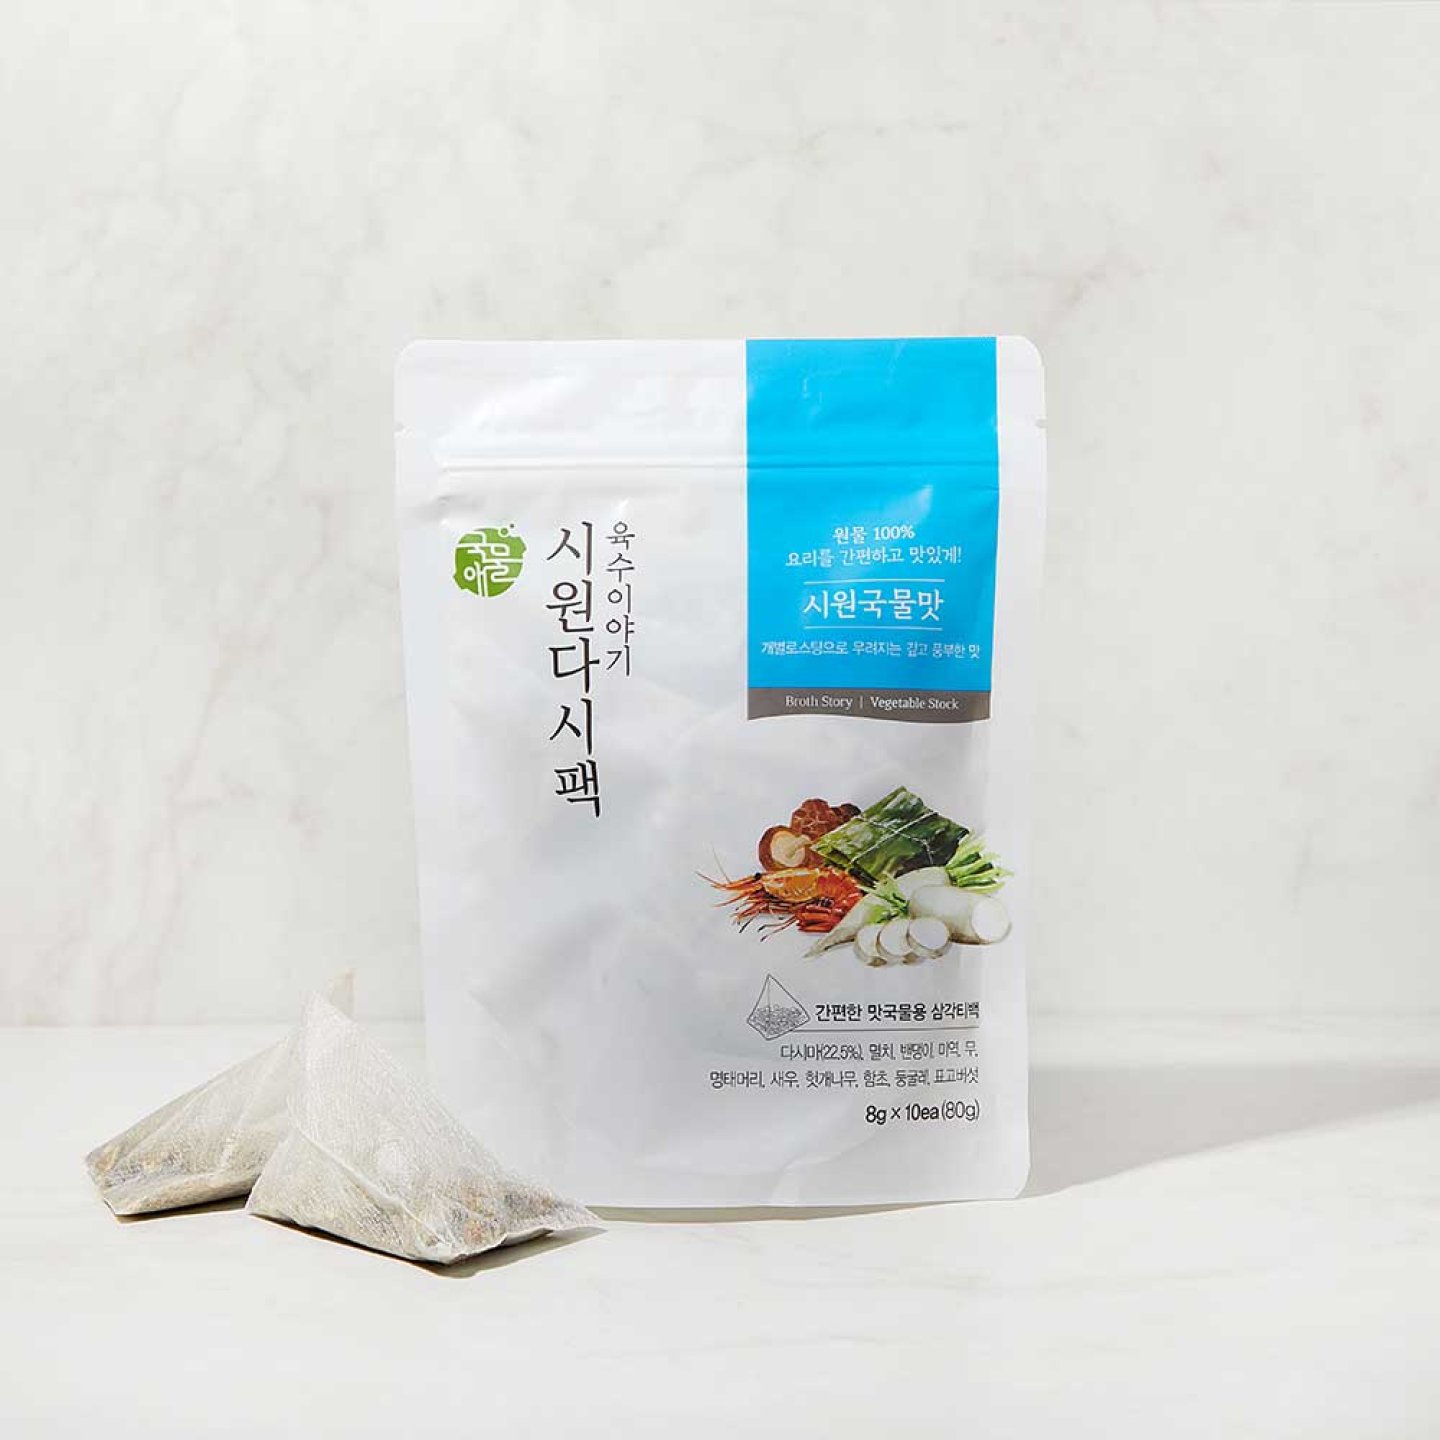 국물애
육수이야기
시원다시팩
원물 100%
요리를 간편하고 맛있게!
시원국물맛
개별로스팅으로 우려지는 깊고 풍부한 맛
Broth Story | Vegetable Stock
간편한 맛국물용 삼각티백
다시마(22.5%), 멸치, 밴댕이, 미역, 무,
명태머리, 새우, 헛개나무, 함초, 둥굴레, 표고버섯
8g × 10ea (80g)